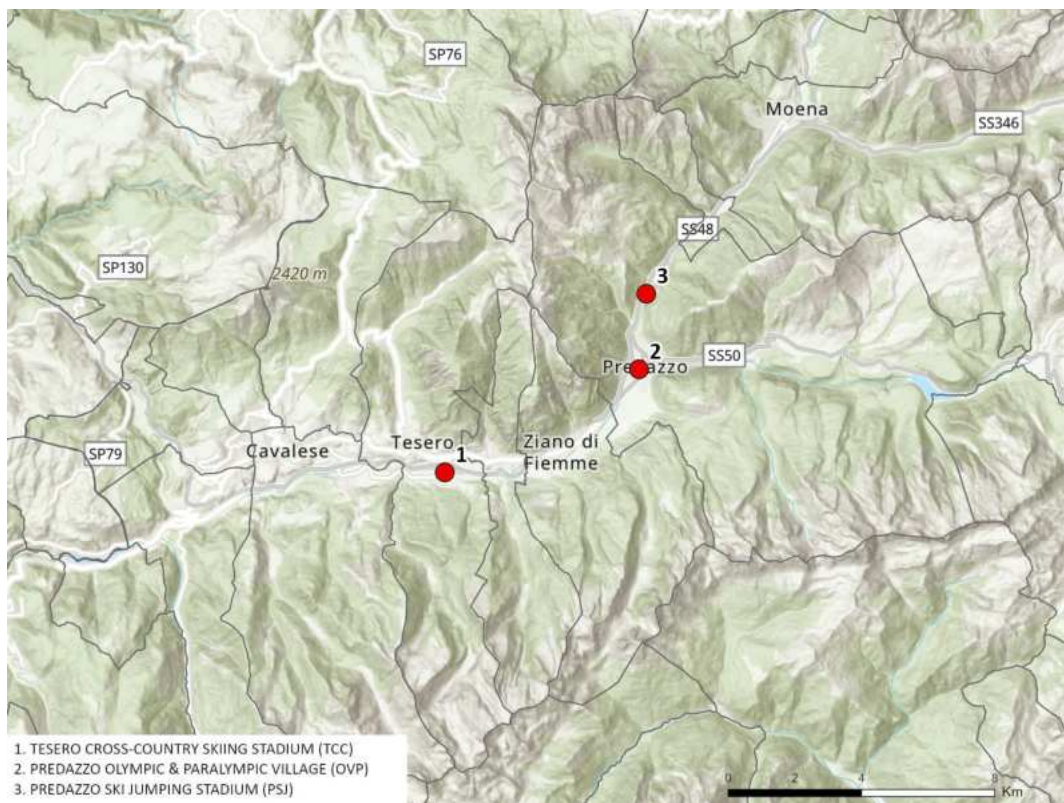 SP76
Moena
SS346
SS48
SP130
2420 m
3
2
SS50
Predazzo
Tesero
1
Ziano di
Fiemme
Cavalese
SP79
1. TESERO CROSS-COUNTRY SKIING STADIUM (TCC)
2. PREDAZZO OLYMPIC & PARALYMPIC VILLAGE (OVP)
3. PREDAZZO SKI JUMPING STADIUM (PSJ)
0 2 4 8
Km